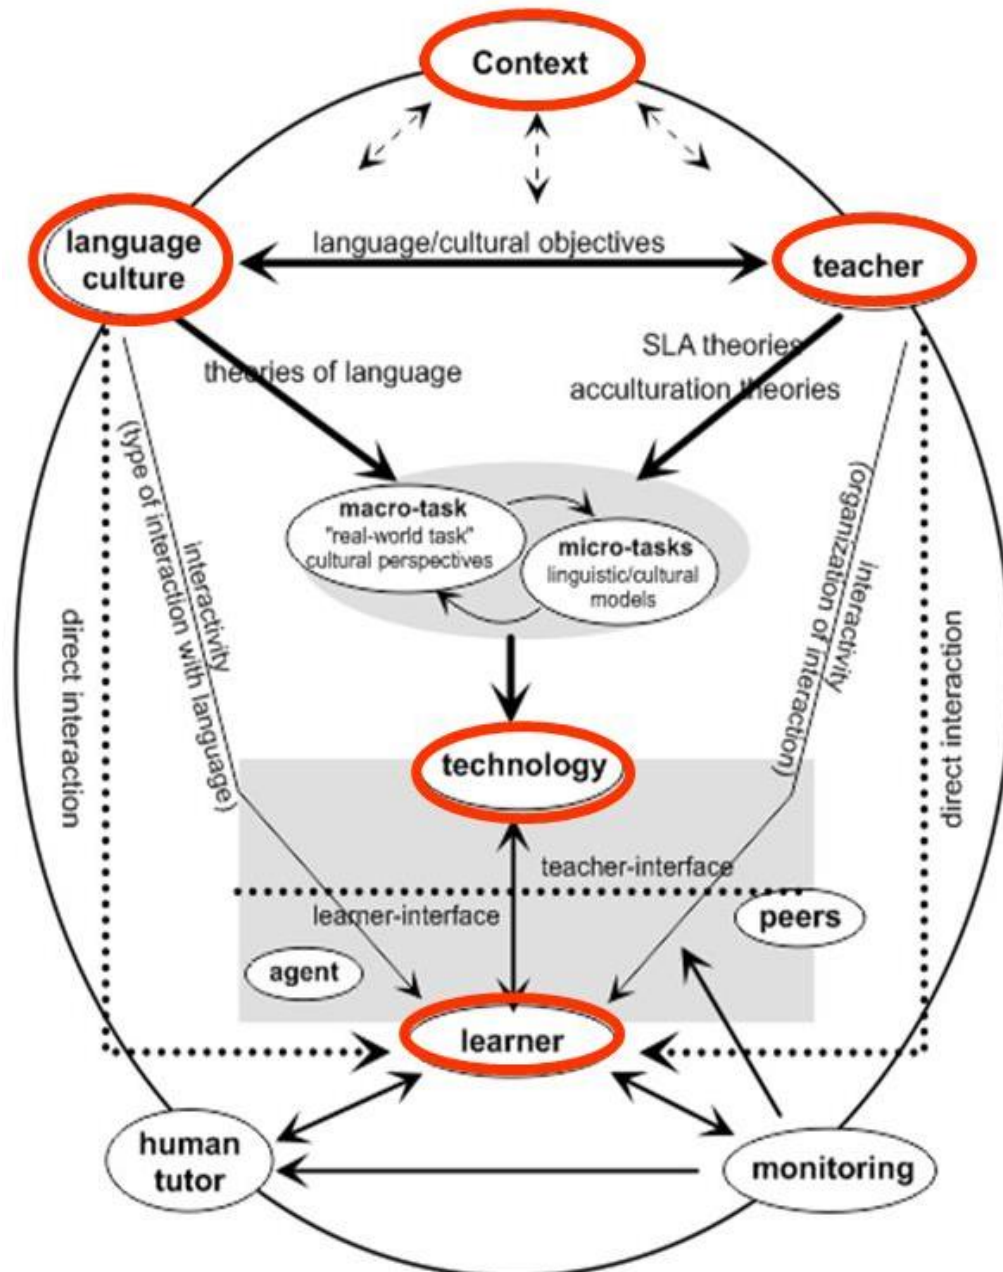 Context
language
culture
language/cultural objectives
teacher
theories of language
SLA theories
acculturation theories
macro-task
"real-world task"
cultural perspectives
micro-tasks
linguistic/cultural
models
interactivity
(type of interaction with language)
interactivity
(organization of interaction)
direct interaction
direct interaction
technology
teacher-interface
learner-interface
peers
agent
learner
human
tutor
monitoring